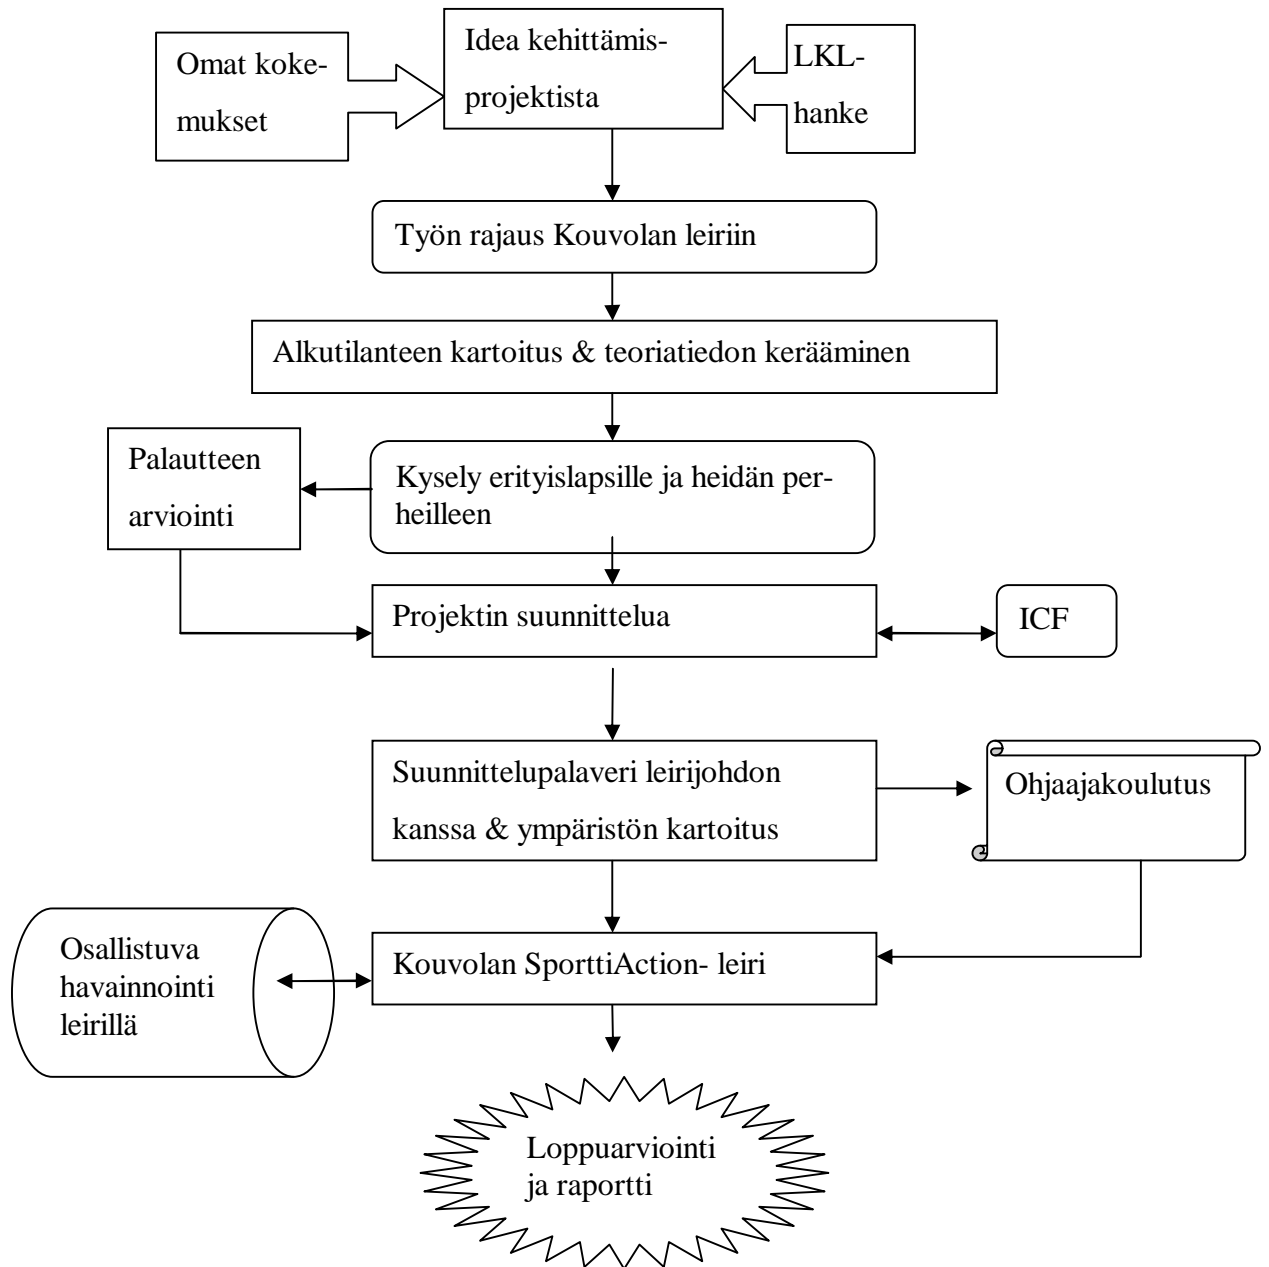 Omat koke-
mukset
Idea kehittämis-
projektista
LKL-
hanke
Työn rajaus Kouvolan leiriin
Alkutilanteen kartoitus & teoriatiedon kerääminen
Palautteen
arviointi
Kysely erityislapsille ja heidän per-
heilleen
Projektin suunnittelua
ICF
Suunnittelupalaveri leirijohdon
kanssa & ympäristön kartoitus
Ohjaajakoulutus
Osallistuva
havainnointi
leirillä
Kouvolan SporttiAction- leiri
Loppuarviointi
ja raportti